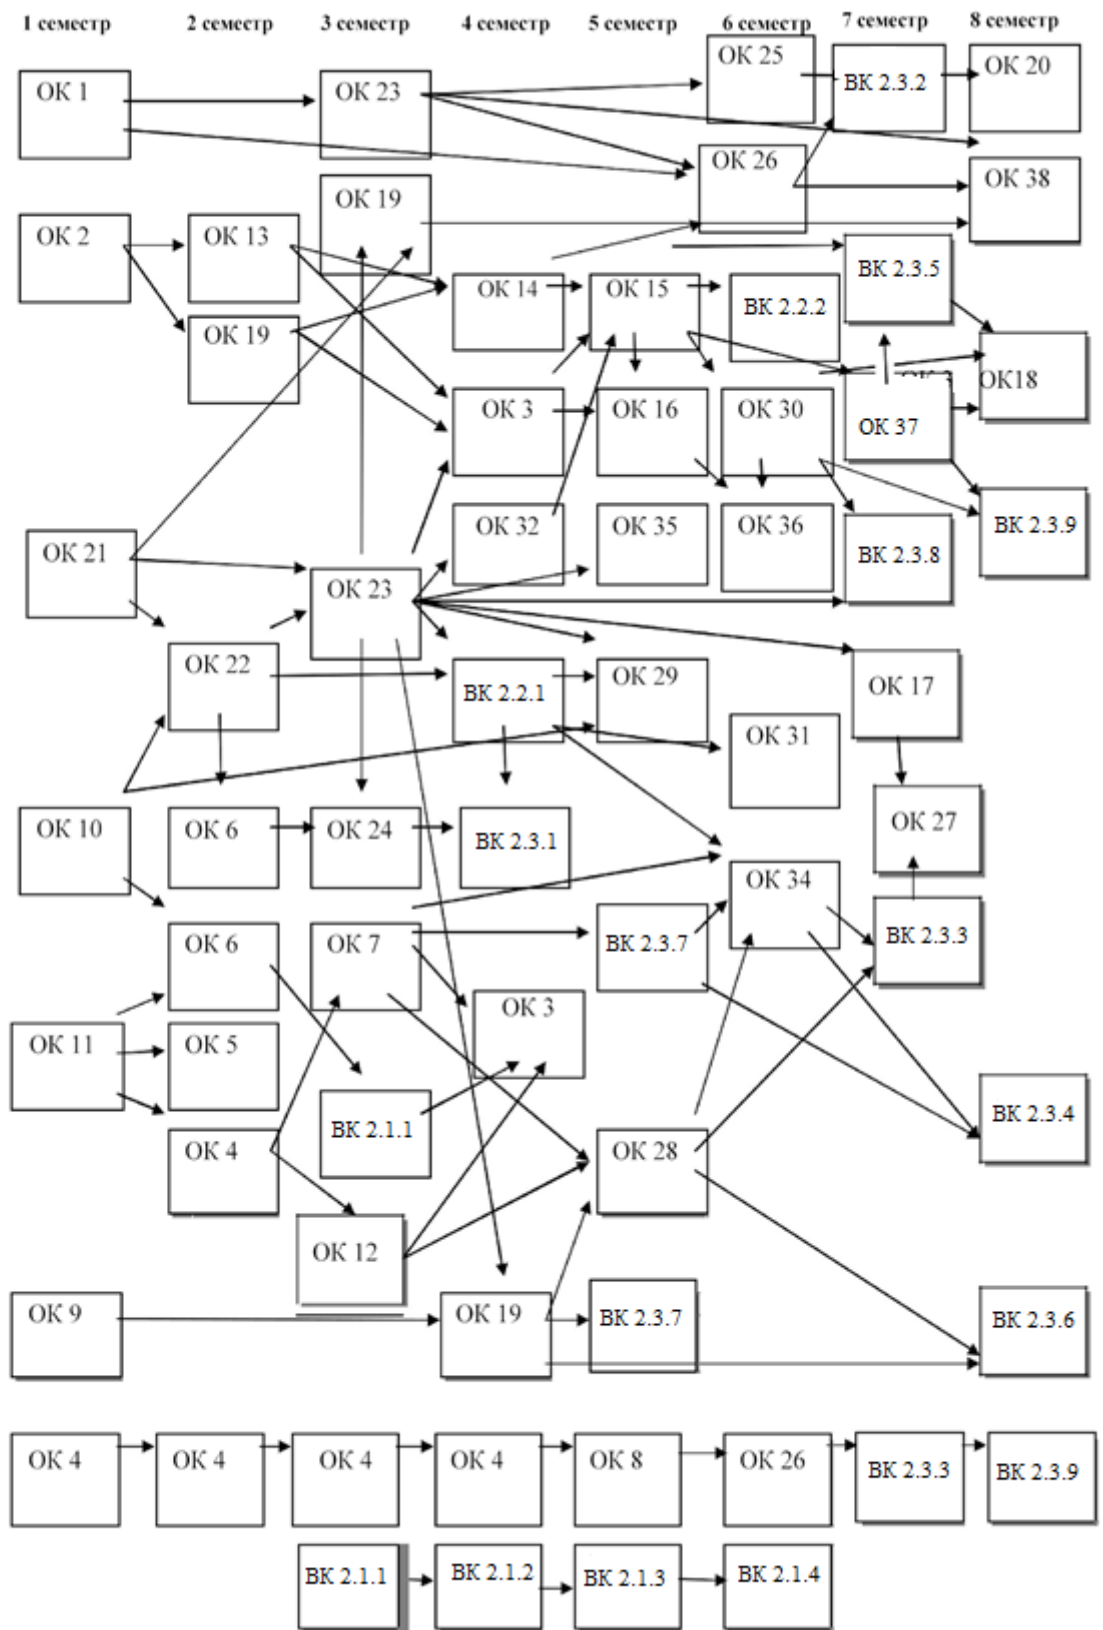 1 семестр 2 семестр 3 семестр 4 семестр 5 семестр 6 семестр 7 семестр 8 семестр
ОК 1 ОК 23 ОК 25 ВК 2.3.2 ОК 20
ОК 26 ОК 38
ОК 2 ОК 13 ОК 19
ОК 14 ОК 15 ВК 2.2.2 ВК 2.3.5
ОК 19 ОК18
ОК 3 ОК 16 ОК 30 ОК 37
ОК 21 ОК 32 ОК 35 ОК 36 ВК 2.3.8 ВК 2.3.9
ОК 23
ОК 22 ВК 2.2.1 ОК 29 ОК 17
ОК 31
ОК 10 ОК 6 ОК 24 ВК 2.3.1 ОК 27
ОК 34
ОК 6 ОК 7 ВК 2.3.7 ВК 2.3.3
ОК 3
ОК 11 ОК 5
ОК 4 ВК 2.1.1 ОК 28 ВК 2.3.4
ОК 12
ОК 9 ОК 19 ВК 2.3.7 ВК 2.3.6
ОК 4 ОК 4 ОК 4 ОК 4 ОК 8 ОК 26 ВК 2.3.3 ВК 2.3.9
ВК 2.1.1 ВК 2.1.2 ВК 2.1.3 ВК 2.1.4